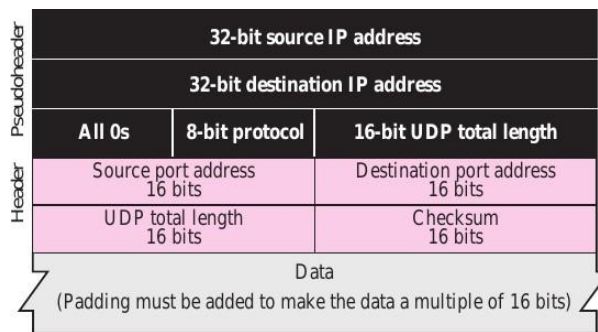 Pseudoheader
32-bit source IP address
32-bit destination IP address
All 0s 8-bit protocol 16-bit UDP total length
Header
Source port address Destination port address
16 bits 16 bits
UDP total length Checksum
16 bits 16 bits
Data
(Padding must be added to make the data a multiple of 16 bits)